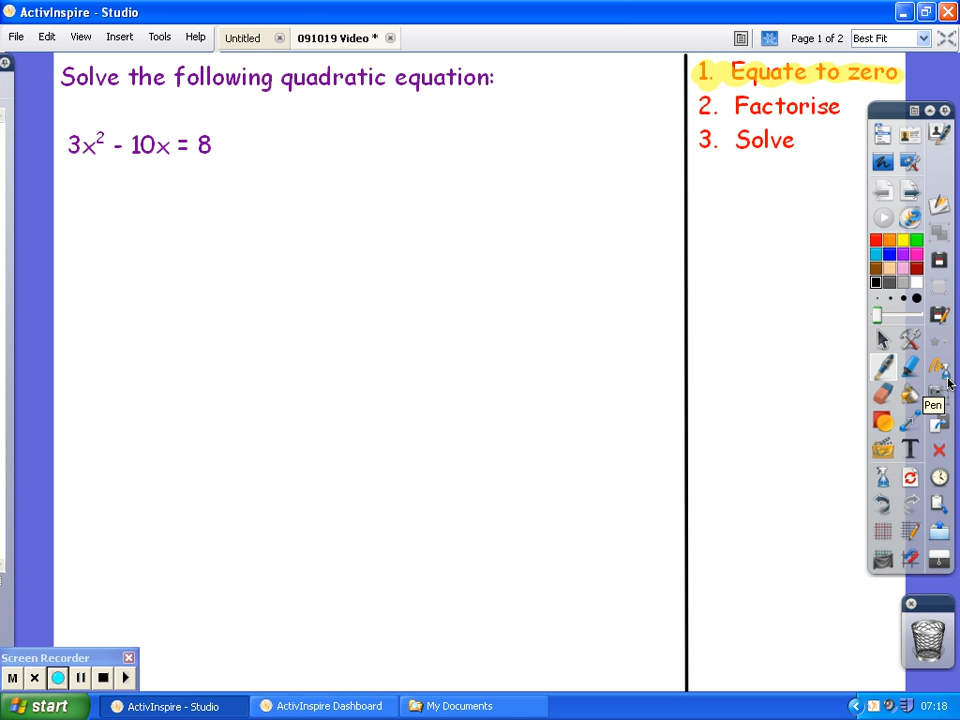 ActivInspire - Studio
File Edit View Insert Tools Help
Untitled
091019 Video *
Page 1 of 2
Best Fit
Solve the following quadratic equation:
3x² - 10x = 8
1. Equate to zero
2. Factorise
3. Solve
Pen
Screen Recorder
M
start
ActivInspire - Studio
ActivInspire Dashboard
My Documents
07:18